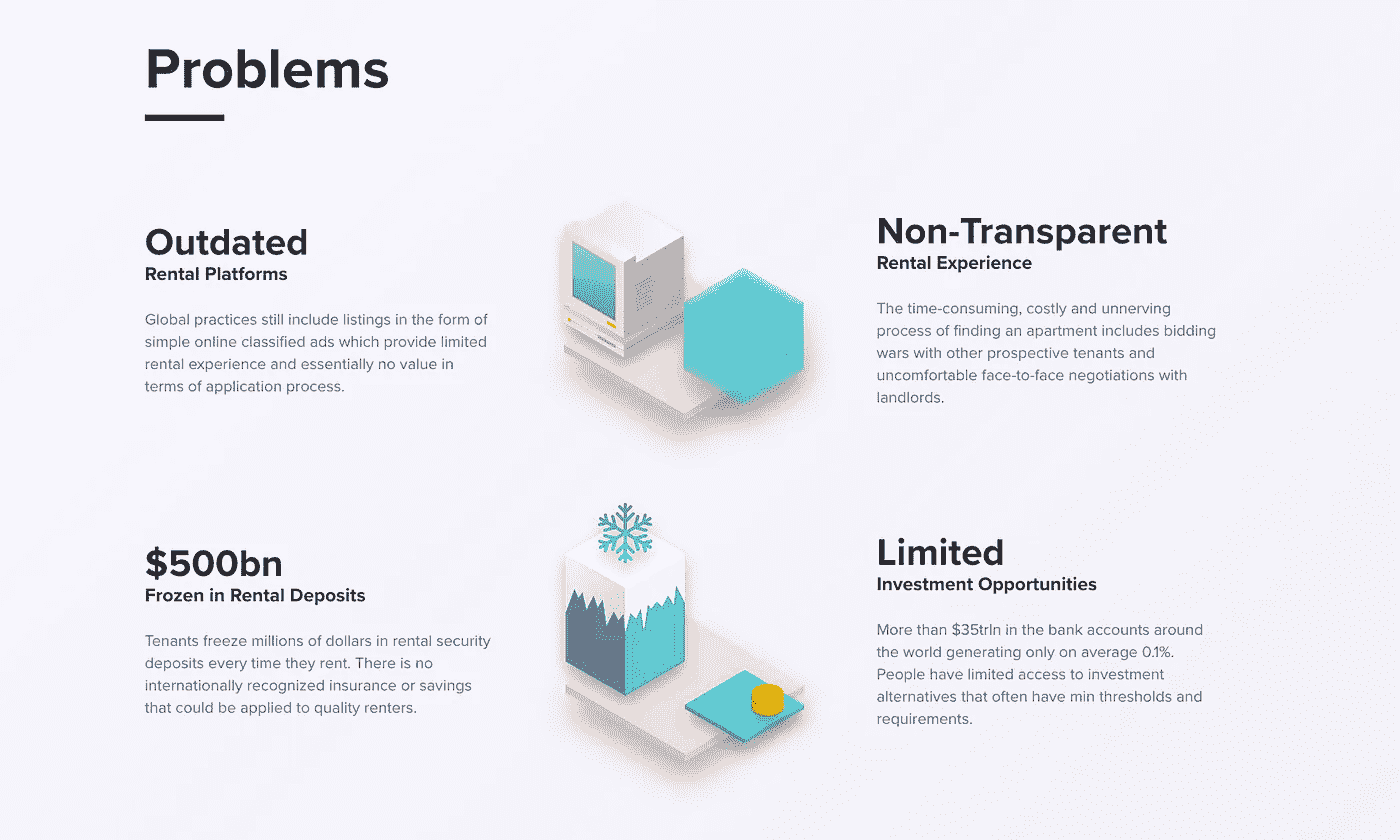 Problems
Outdated
Rental Platforms
Global practices still include listings in the form of
simple online classified ads which provide limited
rental experience and essentially no value in
terms of application process.
Non-Transparent
Rental Experience
The time-consuming, costly and unnerving
process of finding an apartment includes bidding
wars with other prospective tenants and
uncomfortable face-to-face negotiations with
landlords.
$500bn
Frozen in Rental Deposits
Tenants freeze millions of dollars in rental security
deposits every time they rent. There is no
internationally recognized insurance or savings
that could be applied to quality renters.
Limited
Investment Opportunities
More than $35trln in the bank accounts around
the world generating only on average 0.1%.
People have limited access to investment
alternatives that often have min thresholds and
requirements.